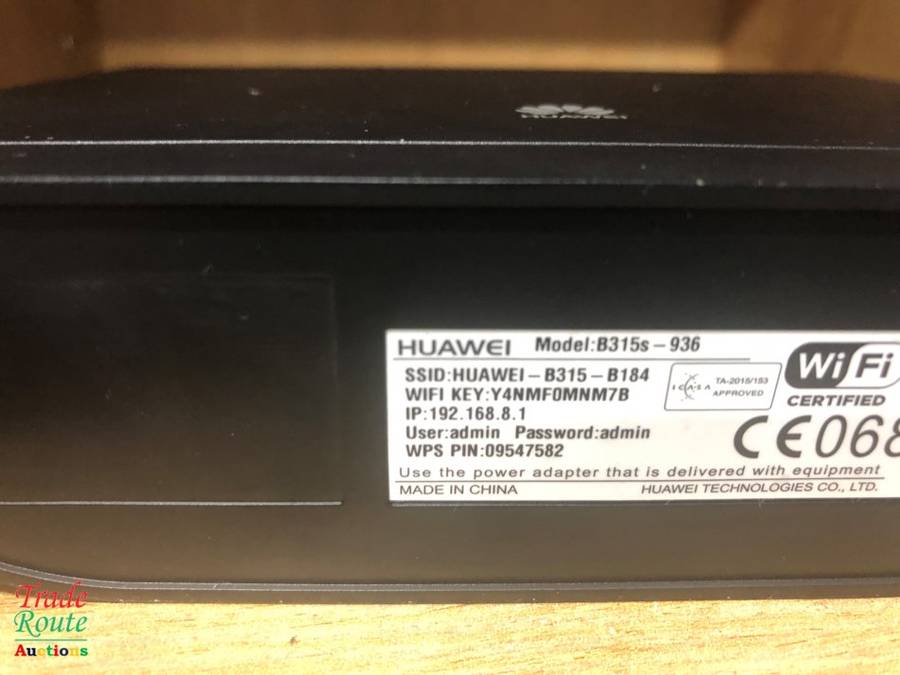 HUAWEI
HUAWEI Model:B315s-936
SSID:HUAWEI-B315-B184
WIFI KEY:Y4NMF0MNM7B
IP:192.168.8.1
User:admin Password:admin
WPS PIN:09547582
ICASA TA-2015/153
APPROVED
WiFi
CERTIFIED
CE068
Use the power adapter that is delivered with equipment
MADE IN CHINA HUAWEI TECHNOLOGIES CO., LTD.
Trade
Route
Auctions